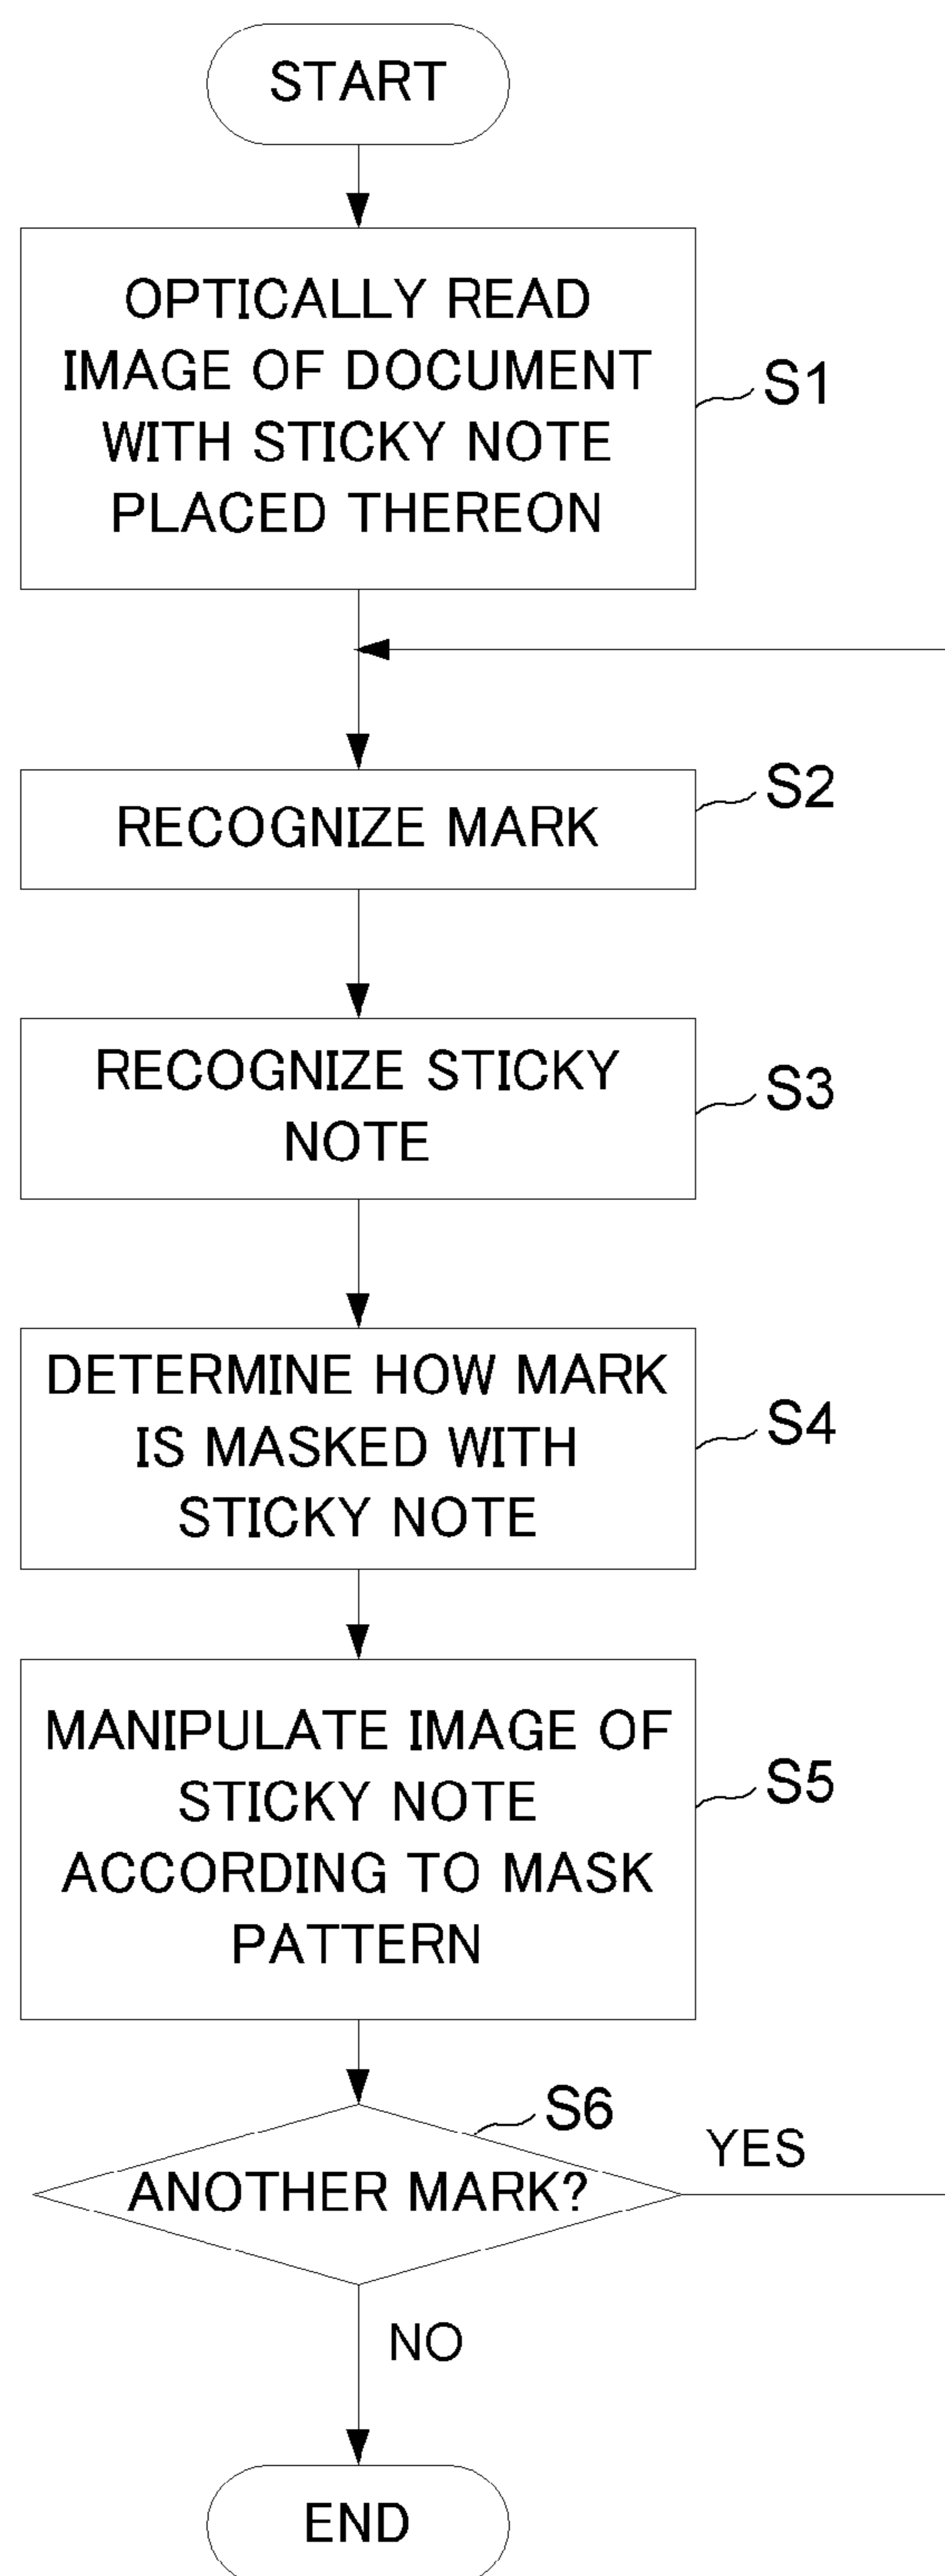 START
OPTICALLY READ
IMAGE OF DOCUMENT
WITH STICKY NOTE
PLACED THEREON
S1
RECOGNIZE MARK
S2
RECOGNIZE STICKY
NOTE
S3
DETERMINE HOW MARK
IS MASKED WITH
STICKY NOTE
S4
MANIPULATE IMAGE OF
STICKY NOTE
ACCORDING TO MASK
PATTERN
S5
S6
ANOTHER MARK?
YES
NO
END